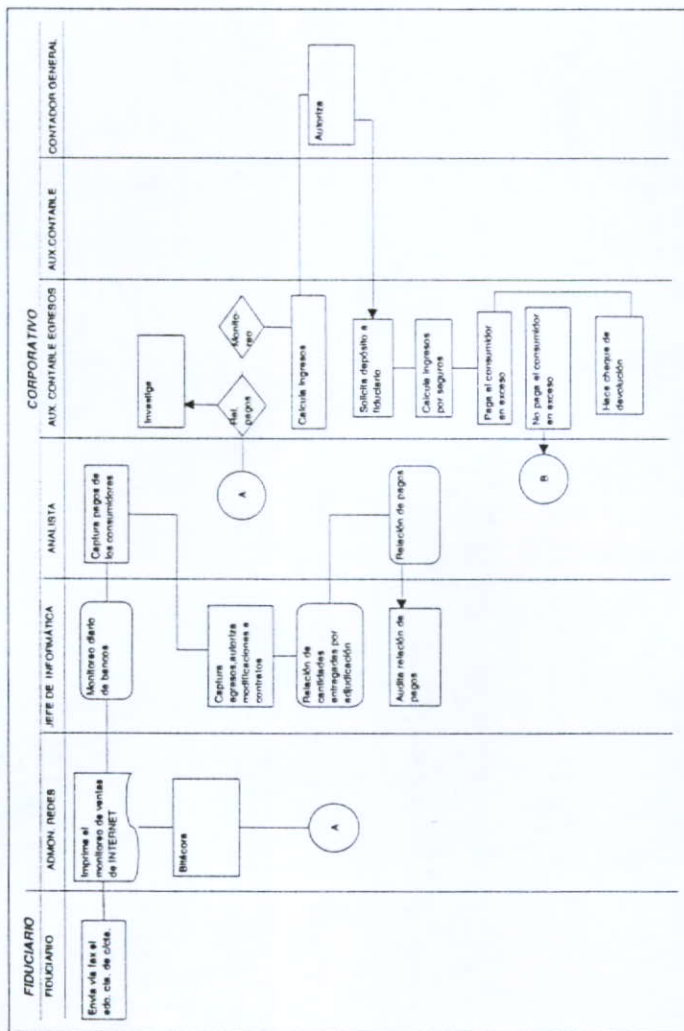 FIDUCIARIO
CORPORATIVO
FIDUCIARIO
ADMON. REDES
JEFE DE INFORMÁTICA
ANALISTA
AUX. CONTABLE EGRESOS
AUX.CONTABLE
CONTADOR GENERAL
Envía vía fax el
edo. cta. de c/cta.
Imprime el
monitoreo de ventas
de INTERNET
Monitoreo diario
de bancos
Captura pagos de
los consumidores
Investiga
Bitácora
Captura
egresos,autoriza
modificaciones a
contratos
A
Rel.
pagos
Monito-
reo
A
Relación de
cantidades
entregadas por
adjudicación
Calcula ingresos
Autoriza
Audita relación de
pagos
Relación de pagos
Solicita depósito a
fiduciario
Calcula ingresos
por seguros
Paga el consumidor
en exceso
B
No paga el consumidor
en exceso
Hace cheque de
devolución